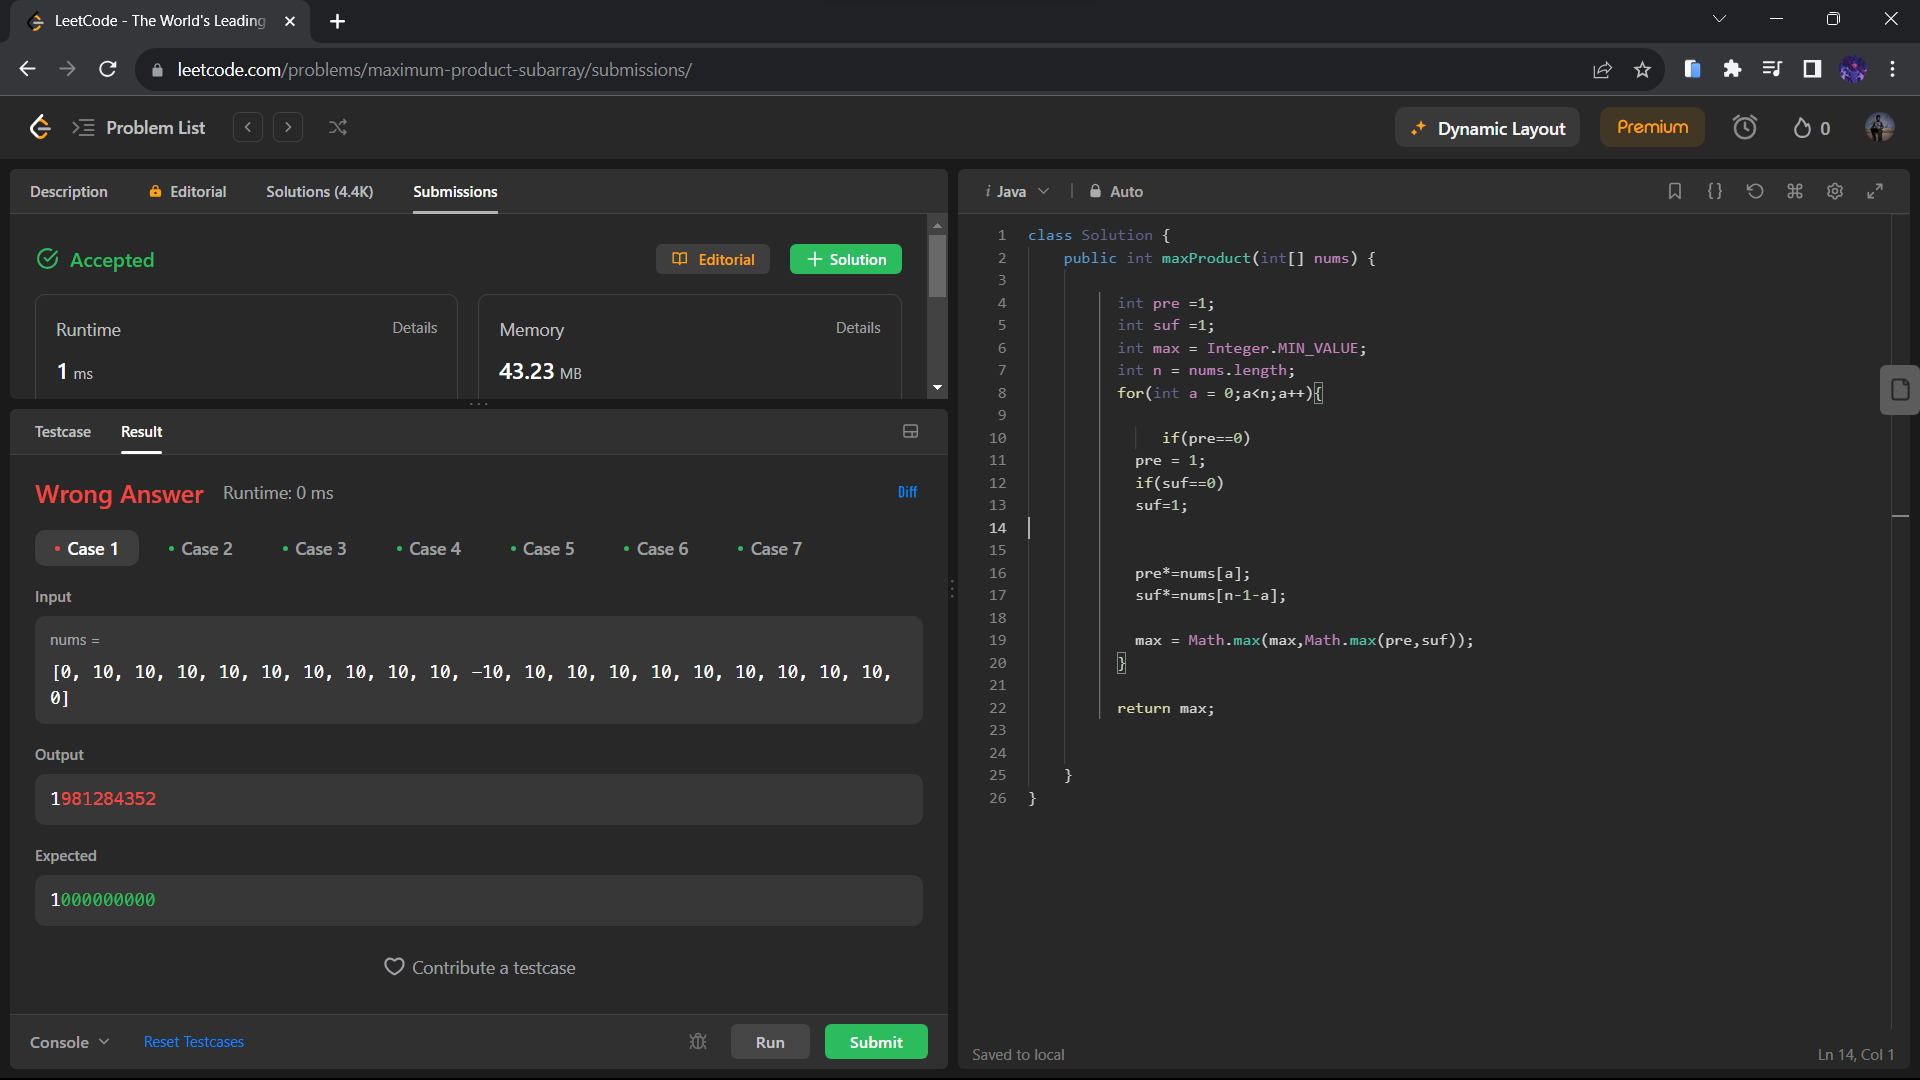 LeetCode - The World's Leading
leetcode.com/problems/maximum-product-subarray/submissions/
Problem List
Dynamic Layout
Premium
0
Description
Editorial
Solutions (4.4K)
Submissions
Accepted
Editorial
Solution
Runtime
Details
1 ms
Memory
Details
43.23 MB
Testcase
Result
Wrong Answer
Runtime: 0 ms
Diff
Case 1
Case 2
Case 3
Case 4
Case 5
Case 6
Case 7
Input
nums =
[0, 10, 10, 10, 10, 10, 10, 10, 10, 10, -10, 10, 10, 10, 10, 10, 10, 10, 10, 10,
0]
Output
1981284352
Expected
1000000000
Contribute a testcase
Console
Reset Testcases
Run
Submit
i Java
Auto
1 class Solution {
2 public int maxProduct(int[] nums) {
3
4 int pre =1;
5 int suf =1;
6 int max = Integer.MIN_VALUE;
7 int n = nums.length;
8 for(int a = 0;a<n;a++){
9
10 if(pre==0)
11 pre = 1;
12 if(suf==0)
13 suf=1;
14
15
16 pre*=nums[a];
17 suf*=nums[n-1-a];
18
19 max = Math.max(max,Math.max(pre,suf));
20 }
21
22 return max;
23
24
25 }
26 }
Saved to local
Ln 14, Col 1